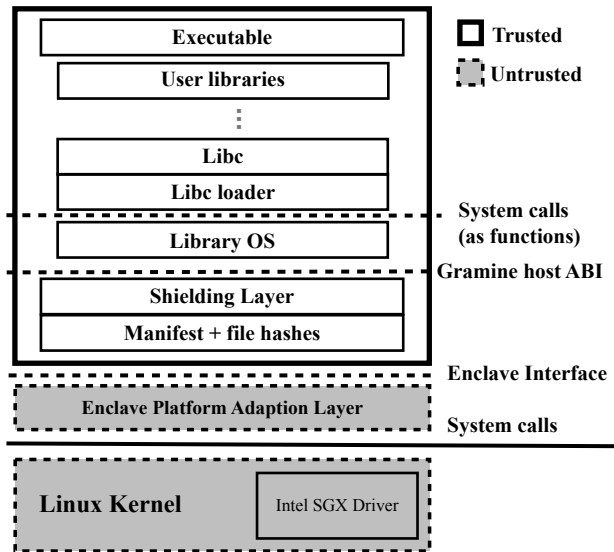 Executable
Trusted
User libraries
Untrusted
Libc
Libc loader
System calls
(as functions)
Library OS
Gramine host ABI
Shielding Layer
Manifest + file hashes
Enclave Interface
Enclave Platform Adaption Layer
System calls
Linux Kernel
Intel SGX Driver